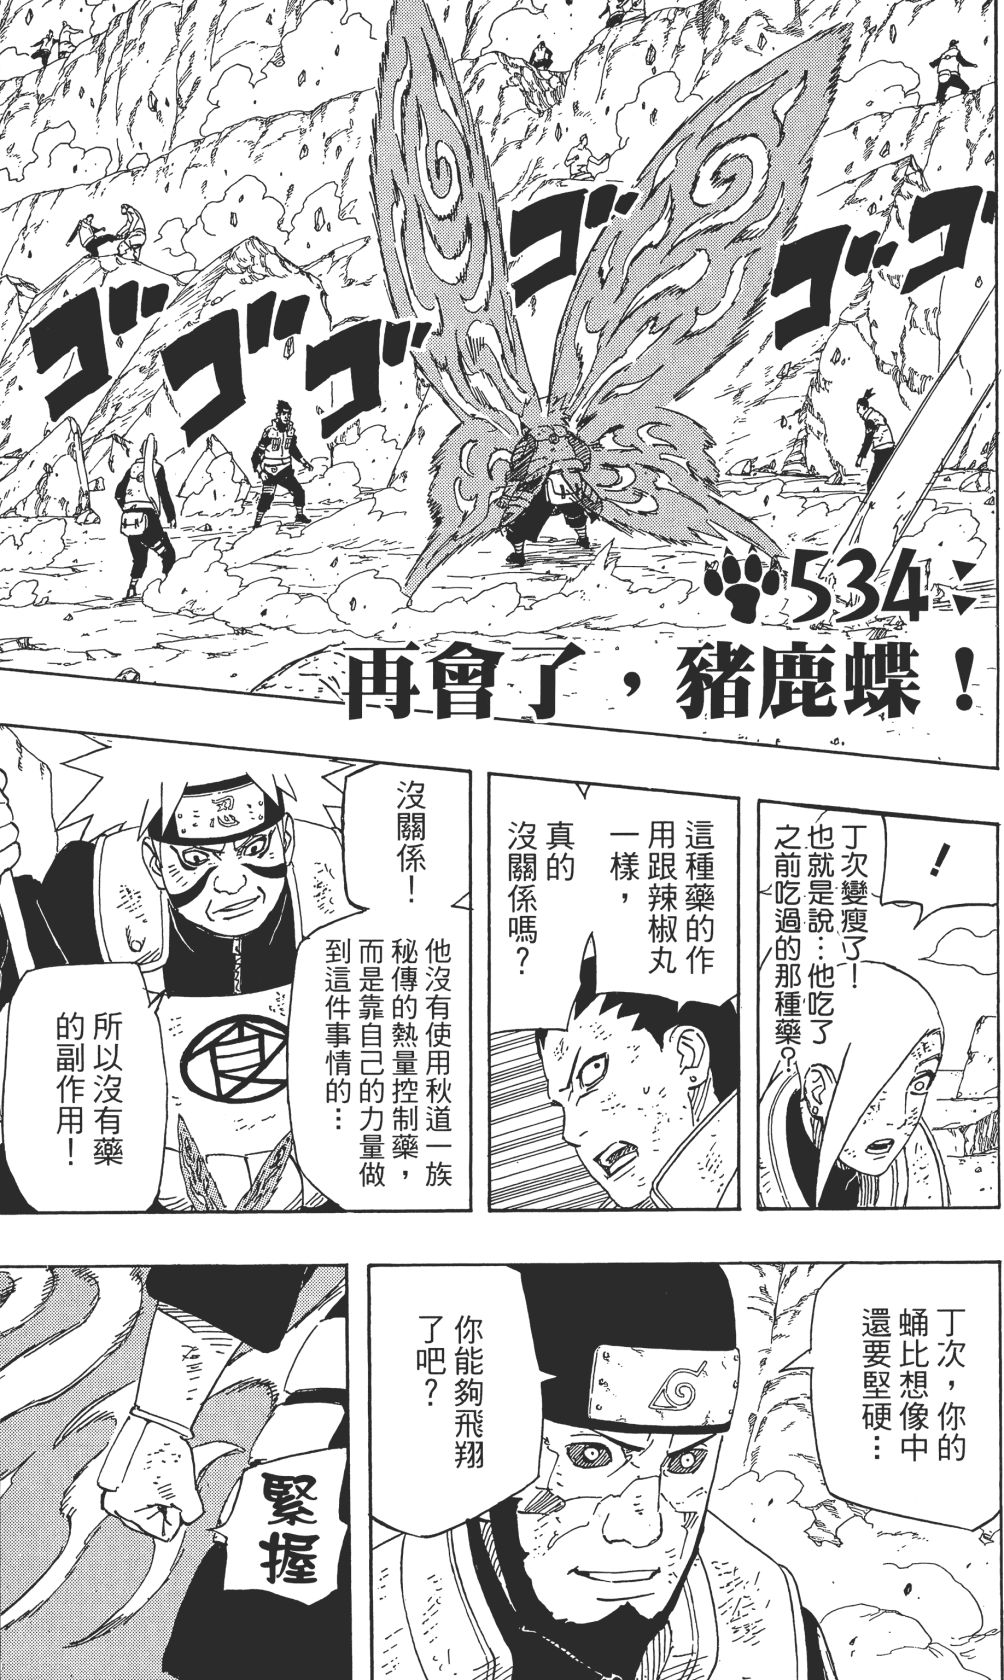 ゴゴゴ
ゴゴゴ
534:
再會了，豬鹿蝶！
！
丁次變瘦了！
也就是說…他吃了
之前吃過的那種藥？
這種藥的作
用跟辣椒丸
一樣，
真的
沒關係嗎？
沒關係！
他沒有使用秋道一族
秘傳的熱量控制藥，
而是靠自己的力量做
到這件事情的…
所以沒有藥
的副作用！
忍
食
丁次，你的
蛹比想像中
還要堅硬…
你能夠飛翔
了吧？
緊握